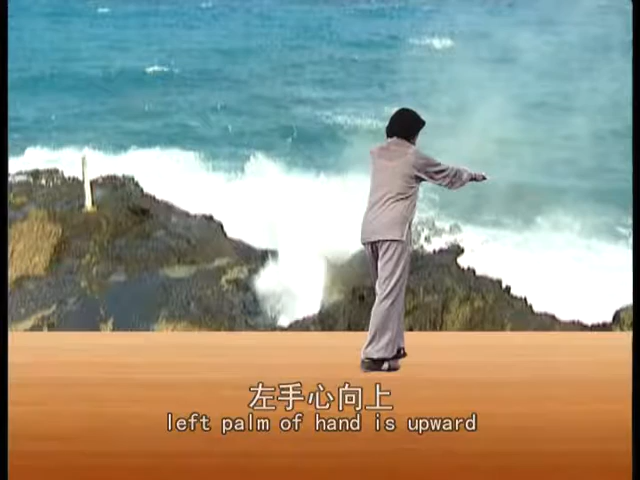 左手心向上
left palm of hand is upward